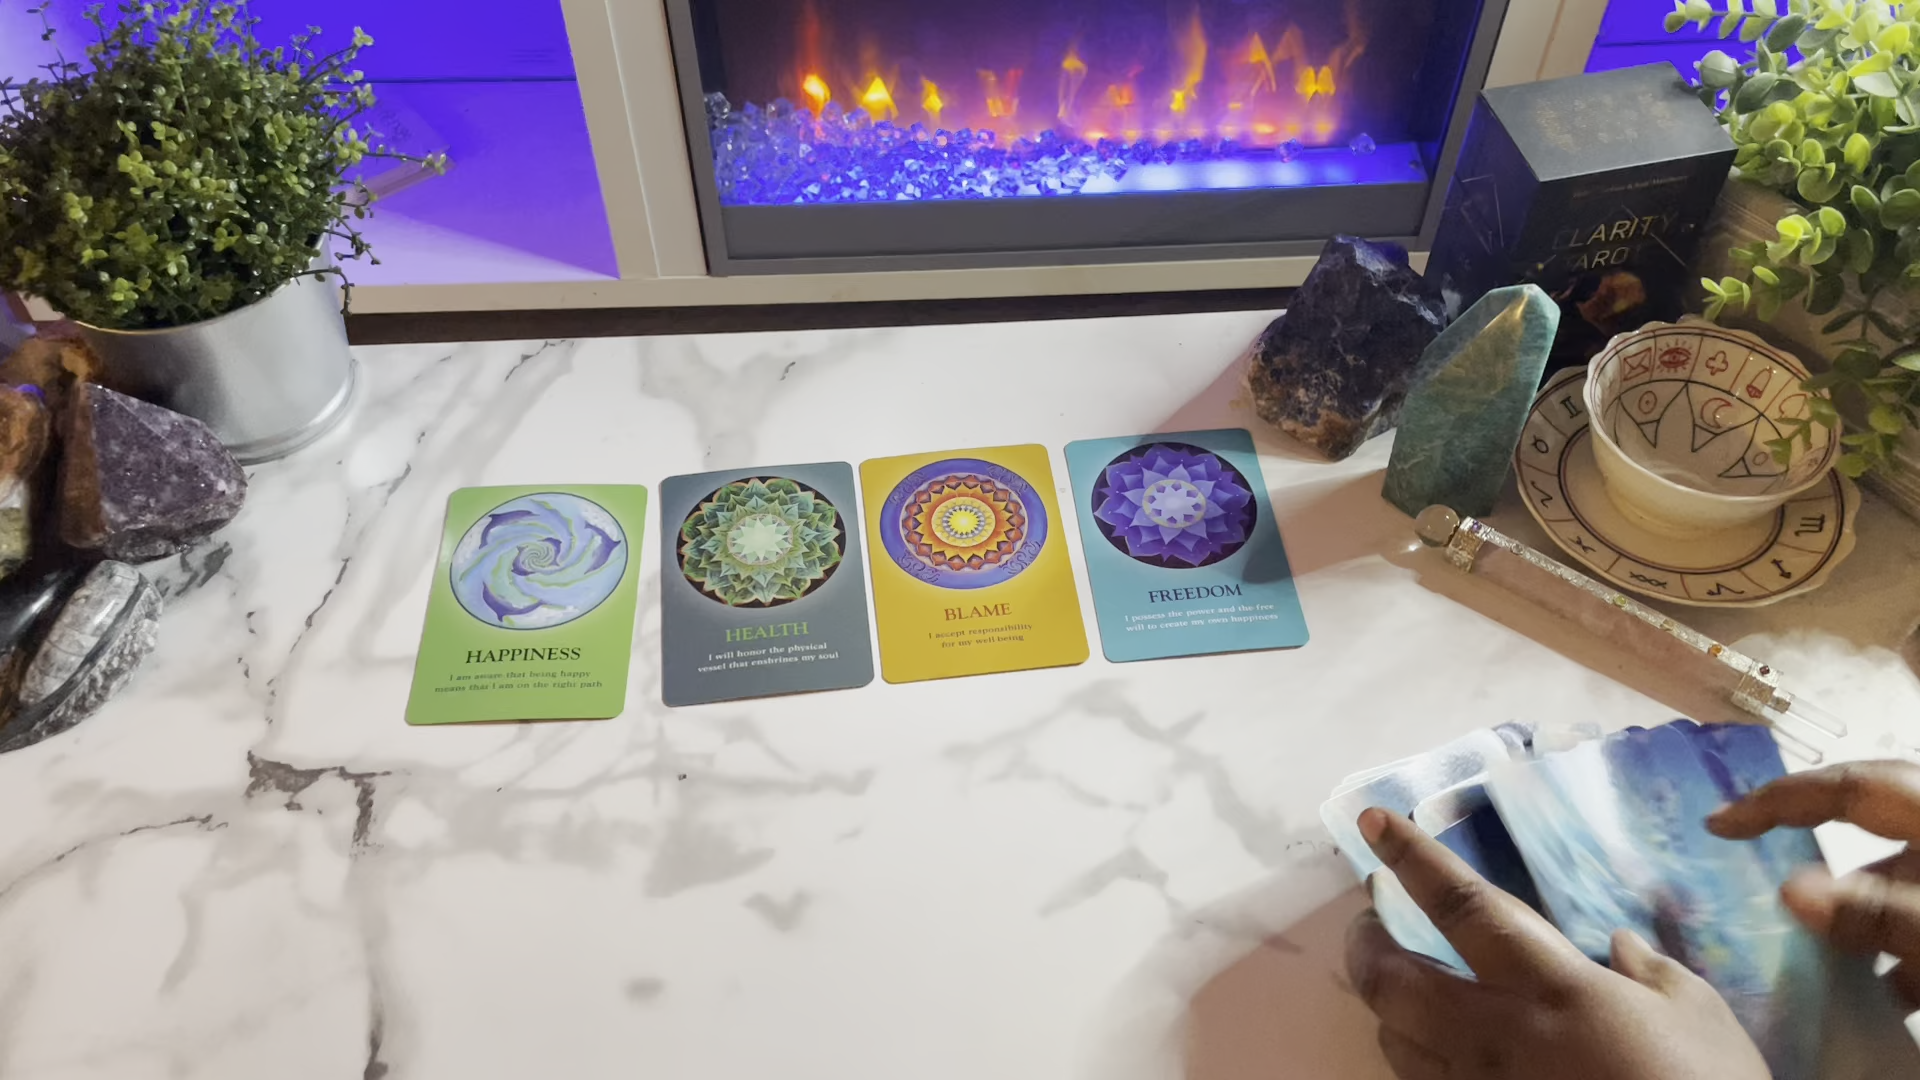 CLARITY
TAROT
HAPPINESS
I am aware that being happy
means that I am on the right path
HEALTH
I will honor the physical
vessel that enshrines my soul
BLAME
I accept responsibility
for my well being
FREEDOM
I possess the power and the free
will to create my own happiness